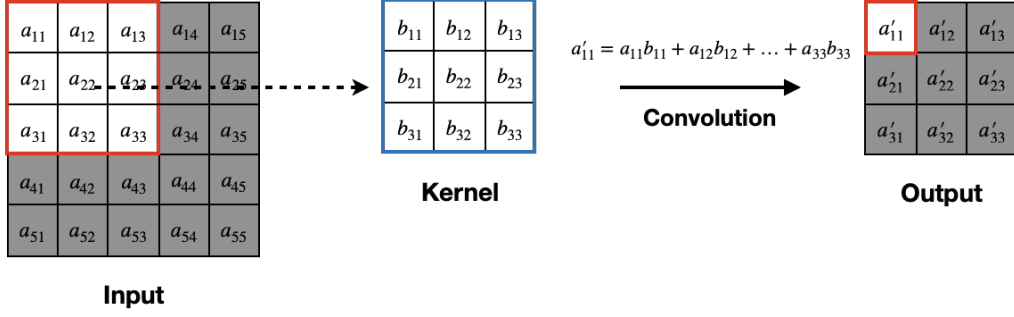 a₁₁ a₁₂ a₁₃ a₁₄ a₁₅
a₂₁ a₂₂ a₂₃ a₂₄ a₂₅
a₃₁ a₃₂ a₃₃ a₃₄ a₃₅
a₄₁ a₄₂ a₄₃ a₄₄ a₄₅
a₅₁ a₅₂ a₅₃ a₅₄ a₅₅
Input
b₁₁ b₁₂ b₁₃
b₂₁ b₂₂ b₂₃
b₃₁ b₃₂ b₃₃
Kernel
a′₁₁ = a₁₁b₁₁ + a₁₂b₁₂ + … + a₃₃b₃₃
Convolution
a′₁₁ a′₁₂ a′₁₃
a′₂₁ a′₂₂ a′₂₃
a′₃₁ a′₃₂ a′₃₃
Output